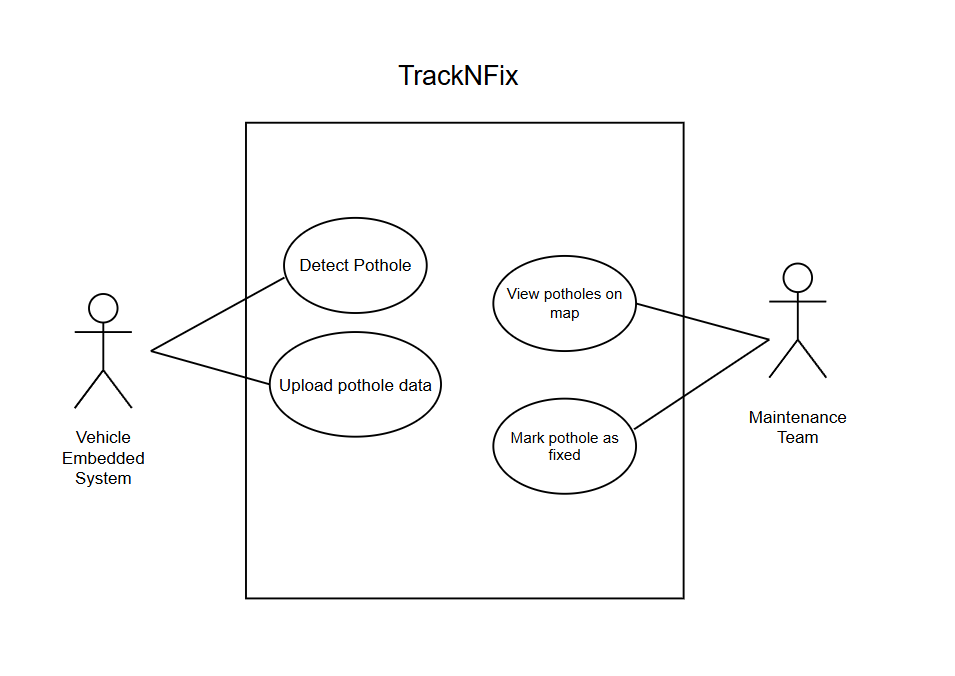 TrackNFix
Detect Pothole
Upload pothole data
View potholes on
map
Mark pothole as
fixed
Vehicle
Embedded
System
Maintenance
Team